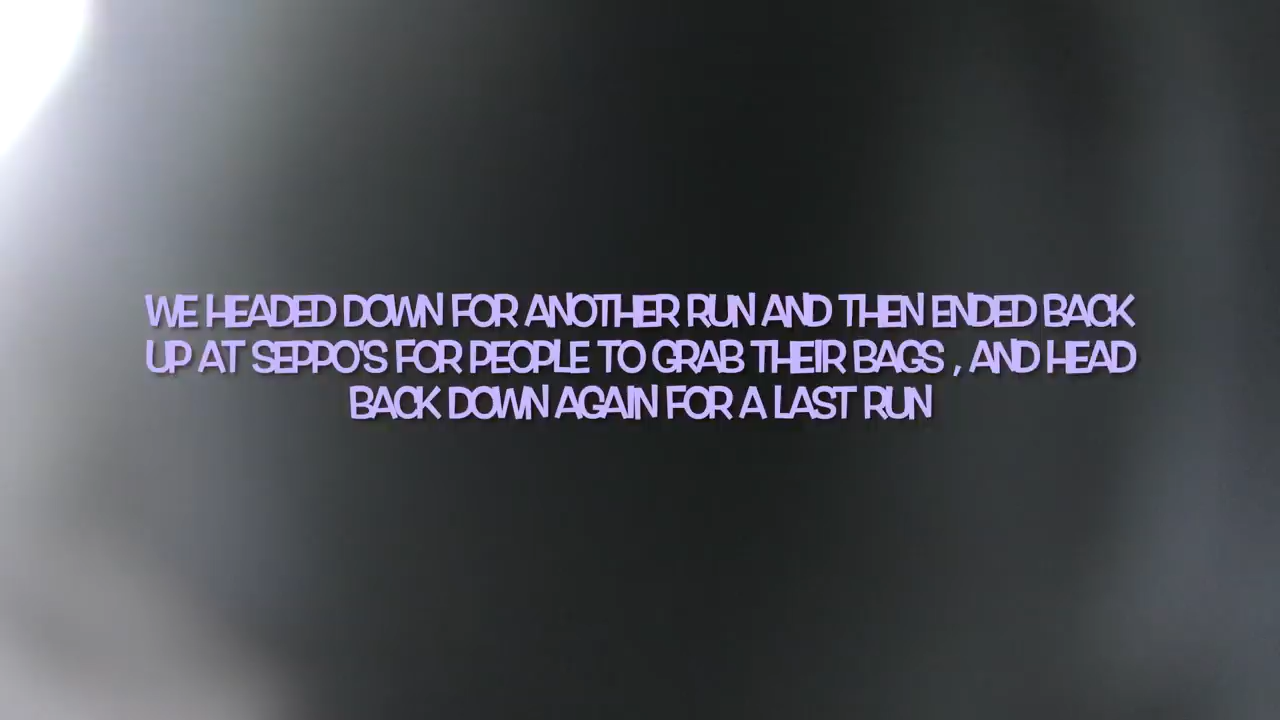 WE HEADED DOWN FOR ANOTHER RUN AND THEN ENDED BACK
UP AT SEPPO'S FOR PEOPLE TO GRAB THEIR BAGS , AND HEAD
BACK DOWN AGAIN FOR A LAST RUN